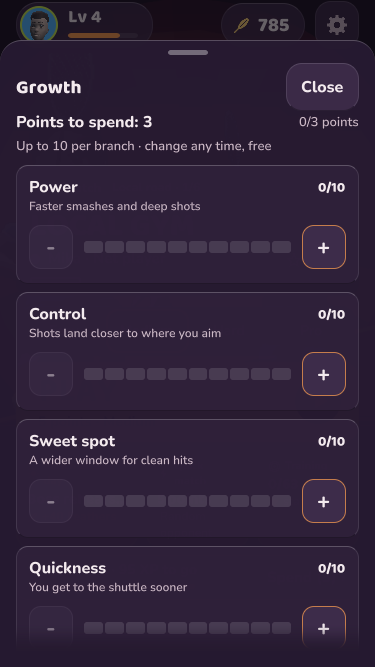 Lv 4
785
Growth
Close
Points to spend: 3
0/3 points
Up to 10 per branch · change any time, free
Power
0/10
Faster smashes and deep shots
-
+
Control
0/10
Shots land closer to where you aim
-
+
Sweet spot
0/10
A wider window for clean hits
-
+
Quickness
0/10
You get to the shuttle sooner
-
+